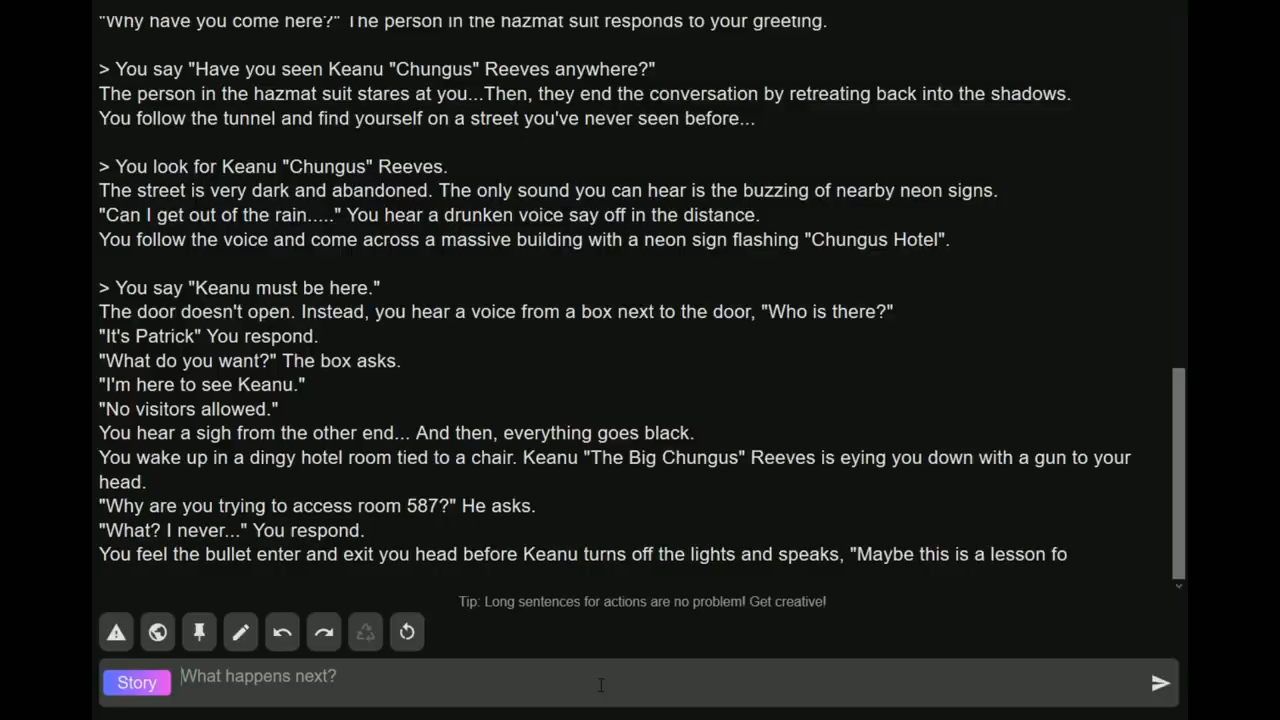 "Why have you come here?" The person in the hazmat suit responds to your greeting.
> You say "Have you seen Keanu "Chungus" Reeves anywhere?"
The person in the hazmat suit stares at you...Then, they end the conversation by retreating back into the shadows.
You follow the tunnel and find yourself on a street you've never seen before...
> You look for Keanu "Chungus" Reeves.
The street is very dark and abandoned. The only sound you can hear is the buzzing of nearby neon signs.
"Can I get out of the rain....." You hear a drunken voice say off in the distance.
You follow the voice and come across a massive building with a neon sign flashing "Chungus Hotel".
> You say "Keanu must be here."
The door doesn't open. Instead, you hear a voice from a box next to the door, "Who is there?"
"It's Patrick" You respond.
"What do you want?" The box asks.
"I'm here to see Keanu."
"No visitors allowed."
You hear a sigh from the other end... And then, everything goes black.
You wake up in a dingy hotel room tied to a chair. Keanu "The Big Chungus" Reeves is eying you down with a gun to your
head.
"Why are you trying to access room 587?" He asks.
"What? I never..." You respond.
You feel the bullet enter and exit you head before Keanu turns off the lights and speaks, "Maybe this is a lesson fo
Tip: Long sentences for actions are no problem! Get creative!
Story
What happens next?